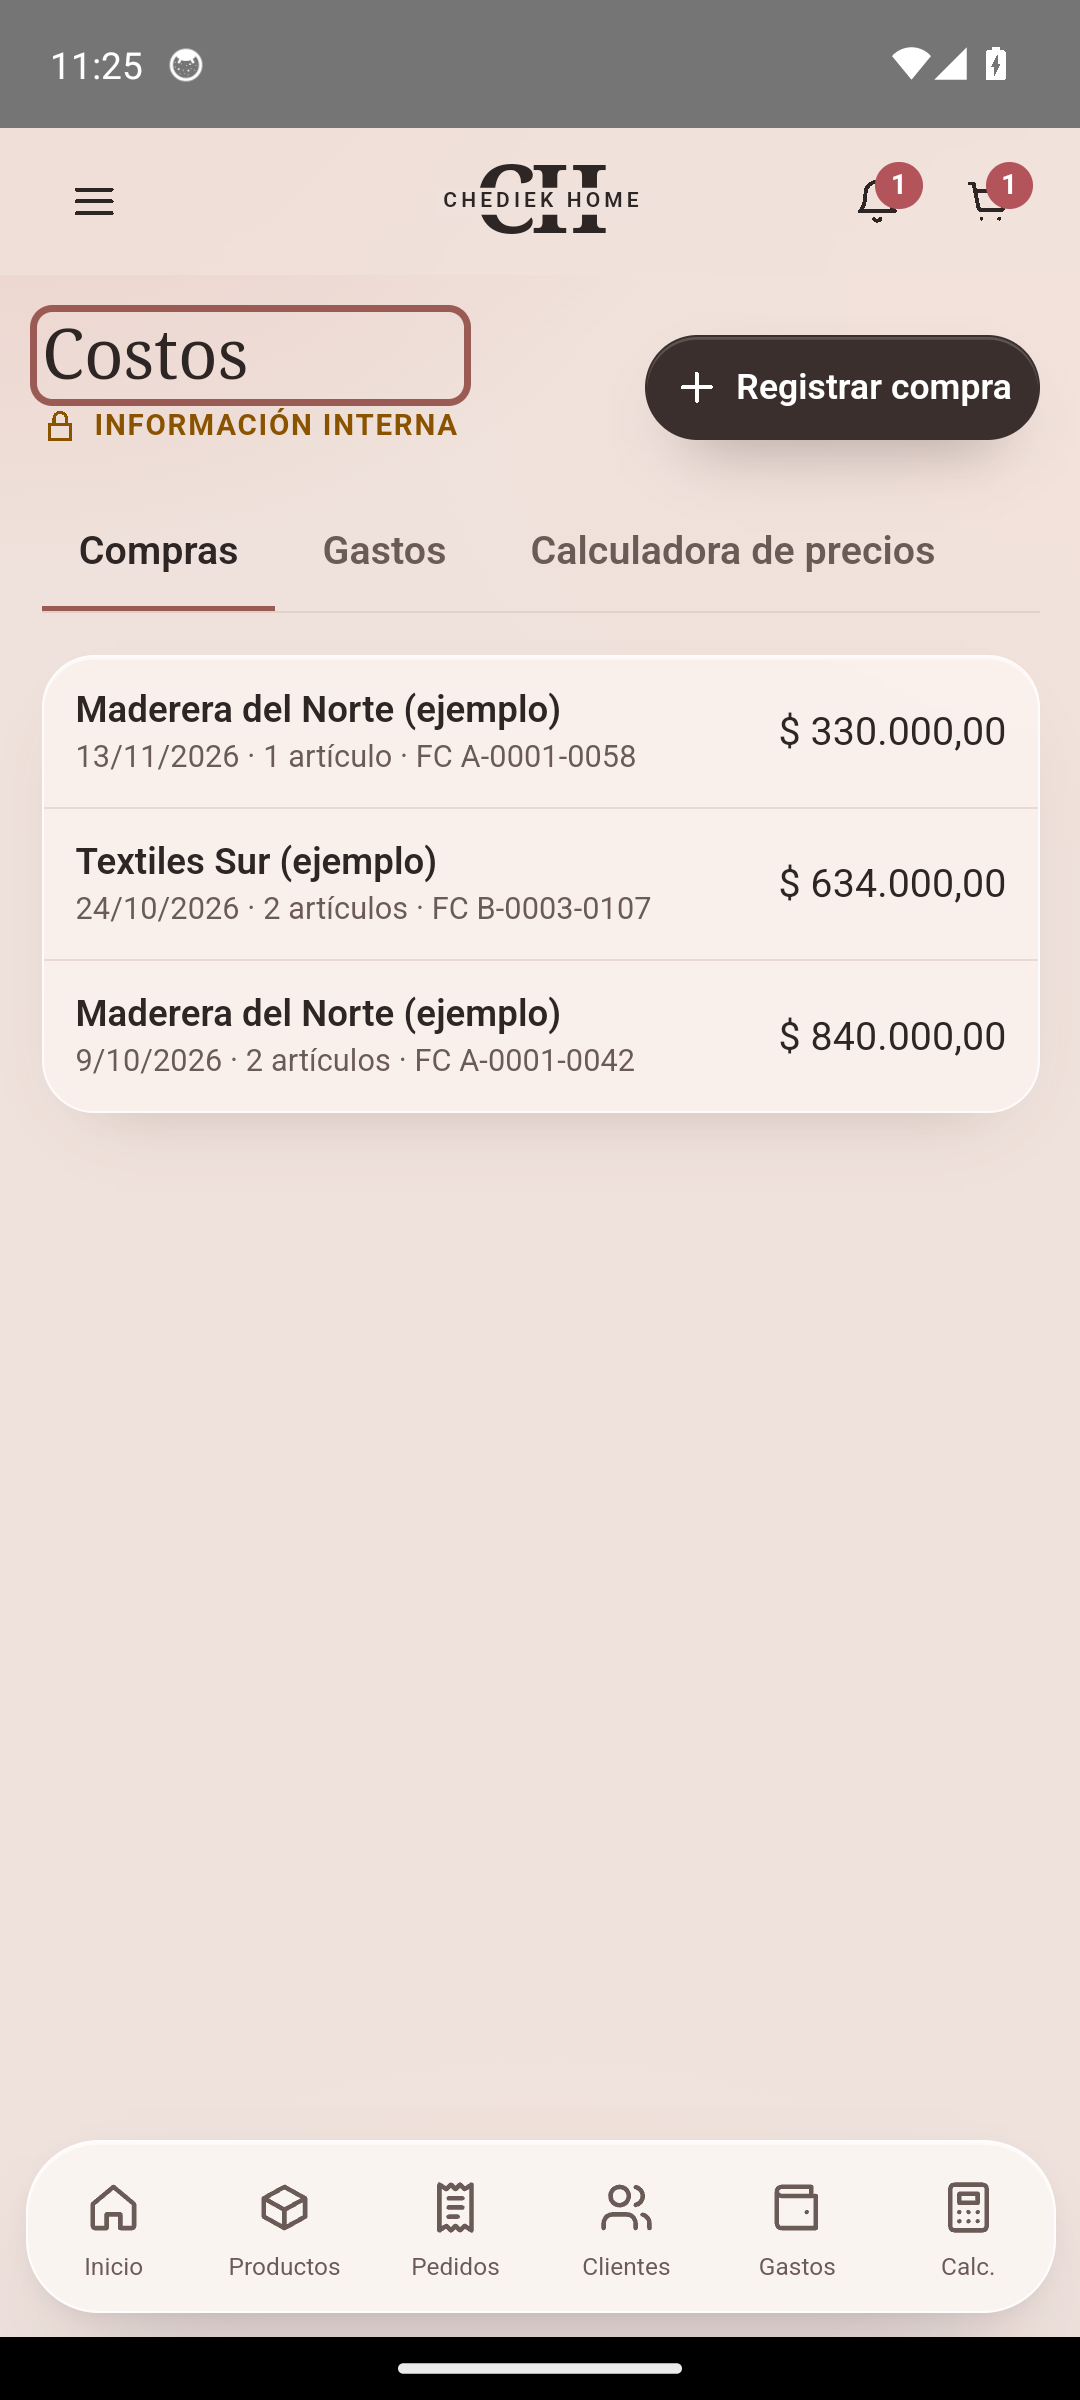 11:25
CH
CHEDIEK HOME
1
1
Costos
INFORMACIÓN INTERNA
Registrar compra
Compras
Gastos
Calculadora de precios
Maderera del Norte (ejemplo)
13/11/2026 · 1 artículo · FC A-0001-0058
$ 330.000,00
Textiles Sur (ejemplo)
24/10/2026 · 2 artículos · FC B-0003-0107
$ 634.000,00
Maderera del Norte (ejemplo)
9/10/2026 · 2 artículos · FC A-0001-0042
$ 840.000,00
Inicio
Productos
Pedidos
Clientes
Gastos
Calc.